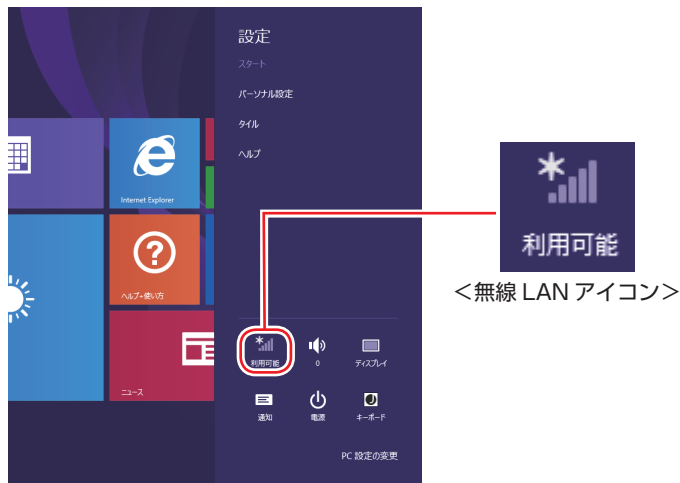 設定
スタート
パーソナル設定
タイル
ヘルプ
Internet Explorer
ヘルプ+使い方
ニュース
利用可能
0
ディスプレイ
通知
電源
キーボード
PC 設定の変更
利用可能
＜無線 LAN アイコン＞